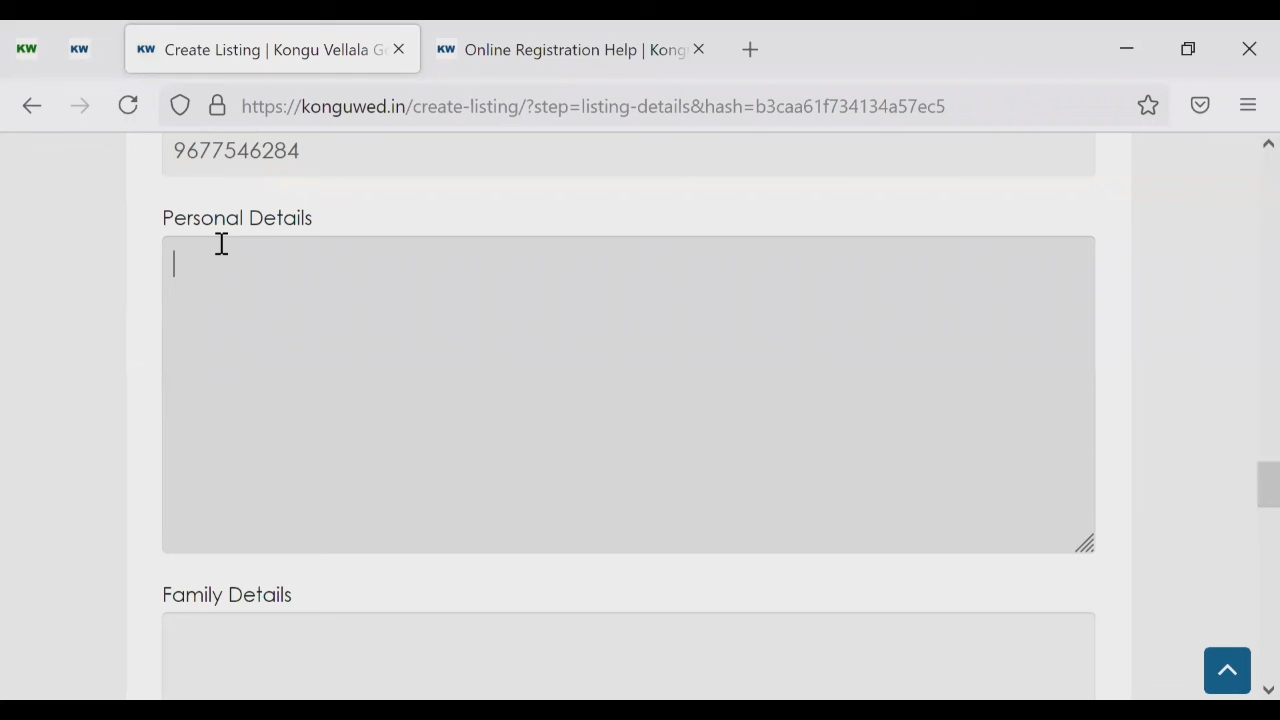 KW
KW
KW Create Listing | Kongu Vellala G
KW Online Registration Help | Kong
https://konguwed.in/create-listing/?step=listing-details&hash=b3caa61f734134a57ec5
9677546284
Personal Details
Family Details